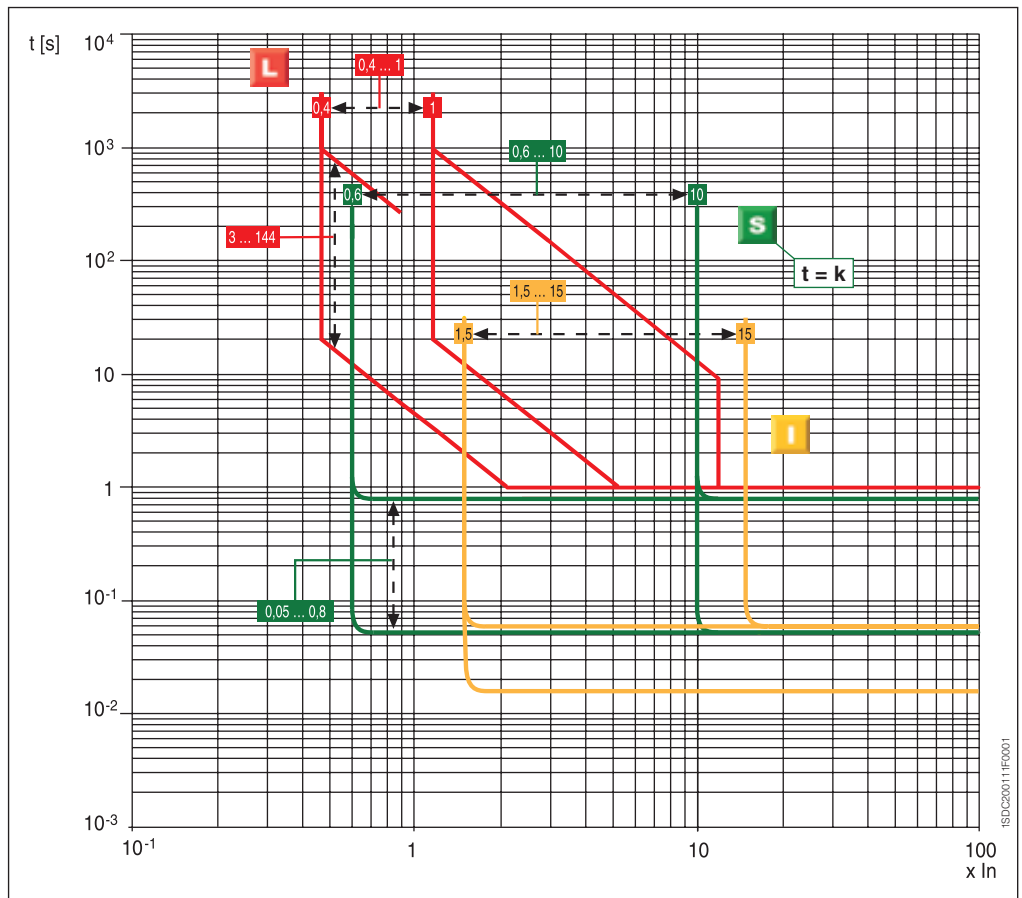 t [s]
10⁴
L
0,4 ... 1
0,4
1
10³
0,6 ... 10
0,6
10
S
3 ... 144
t = k
10²
1,5 ... 15
1,5
15
10
I
1
10⁻¹
0,05 ... 0,8
10⁻²
10⁻³
10⁻¹
1
10
100
x In
1SDC200111F0001